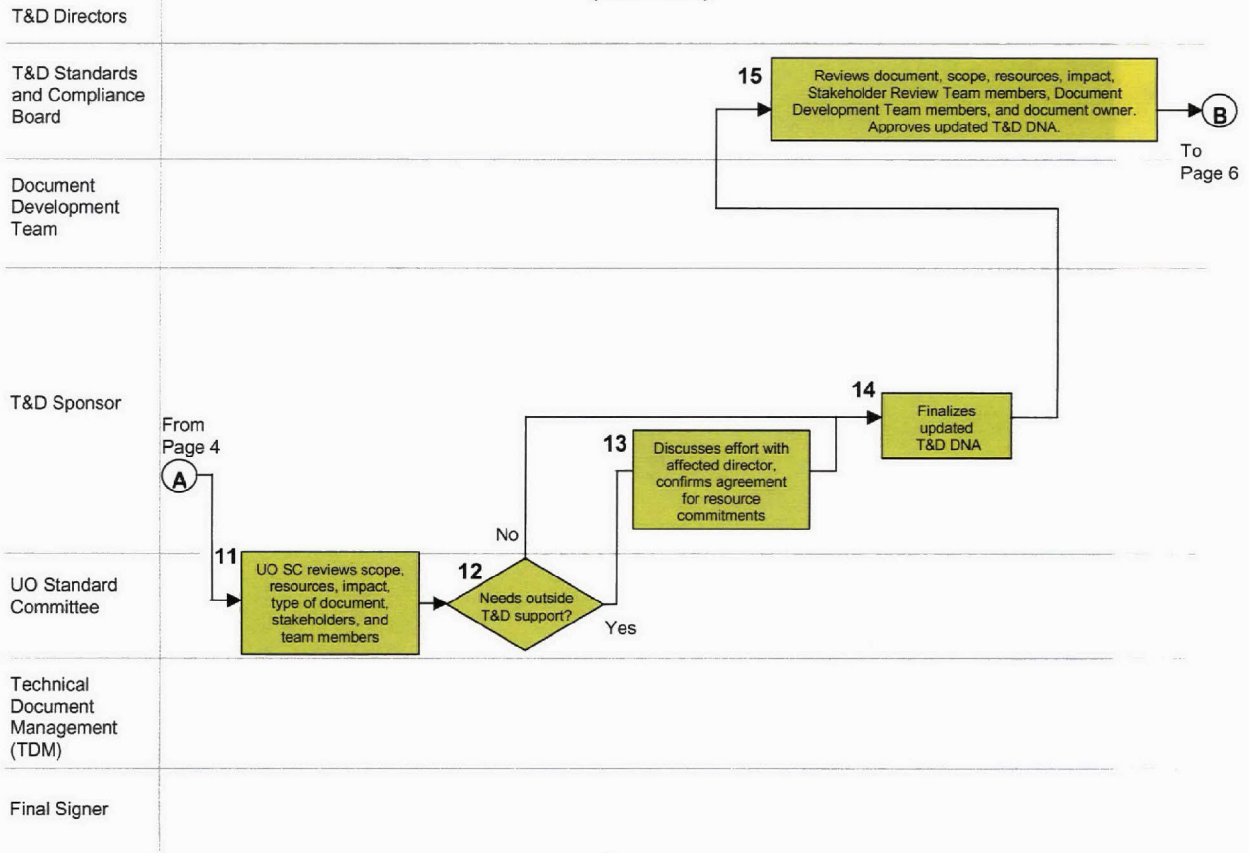 T&D Directors
T&D Standards
and Compliance
Board
15
Reviews document, scope, resources, impact,
Stakeholder Review Team members, Document
Development Team members, and document owner.
Approves updated T&D DNA.
B
To
Page 6
Document
Development
Team
T&D Sponsor
From
Page 4
A
14
Finalizes
updated
T&D DNA
13
Discusses effort with
affected director,
confirms agreement
for resource
commitments
No
UO Standard
Committee
11
UO SC reviews scope,
resources, impact,
type of document,
stakeholders, and
team members
12
Needs outside
T&D support?
Yes
Technical
Document
Management
(TDM)
Final Signer